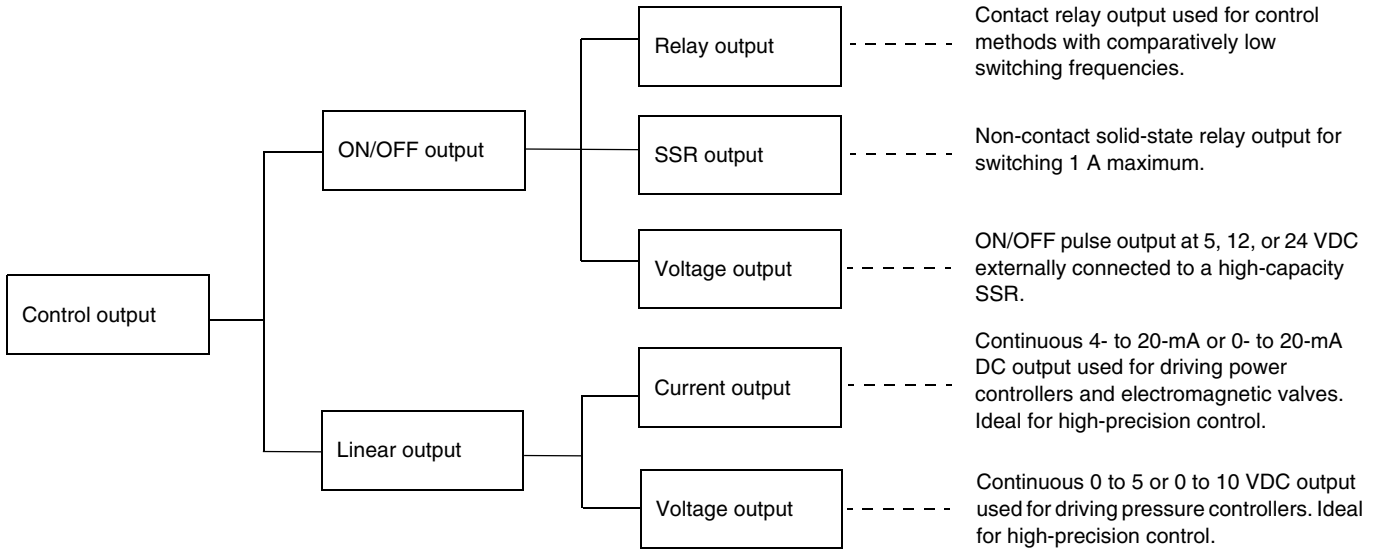 Control output
ON/OFF output
Relay output
Contact relay output used for control
methods with comparatively low
switching frequencies.
SSR output
Non-contact solid-state relay output for
switching 1 A maximum.
Voltage output
ON/OFF pulse output at 5, 12, or 24 VDC
externally connected to a high-capacity
SSR.
Linear output
Current output
Continuous 4- to 20-mA or 0- to 20-mA
DC output used for driving power
controllers and electromagnetic valves.
Ideal for high-precision control.
Voltage output
Continuous 0 to 5 or 0 to 10 VDC output
used for driving pressure controllers. Ideal
for high-precision control.